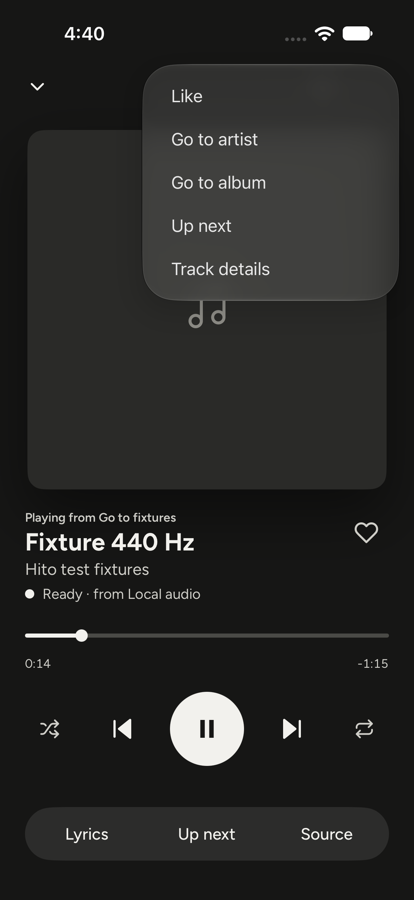 4:40
Like
Go to artist
Go to album
Up next
Track details
Playing from Go to fixtures
Fixture 440 Hz
Hito test fixtures
Ready · from Local audio
0:14
-1:15
Lyrics
Up next
Source